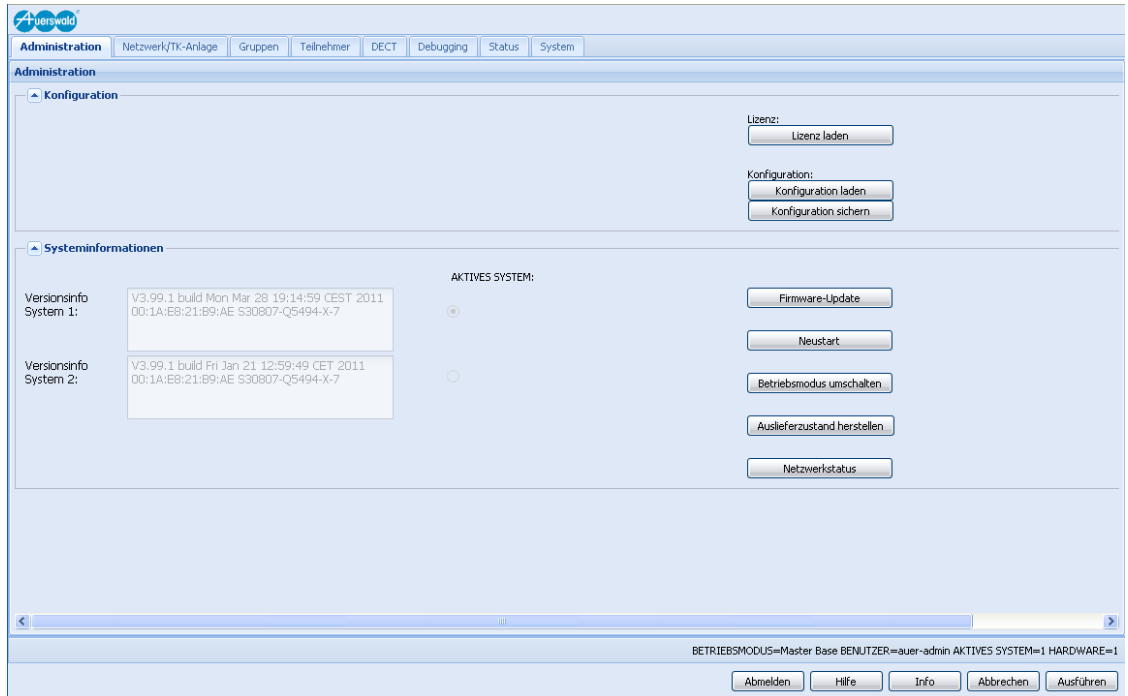 Auerswald
Administration Netzwerk/TK-Anlage Gruppen Teilnehmer DECT Debugging Status System
Administration
Konfiguration
Lizenz:
Lizenz laden
Konfiguration:
Konfiguration laden
Konfiguration sichern
Systeminformationen
AKTIVES SYSTEM:
Versionsinfo
System 1:
V3.99.1 build Mon Mar 28 19:14:59 CEST 2011
00:1A:E8:21:B9:AE S30807-Q5494-X-7
Firmware-Update
Neustart
Versionsinfo
System 2:
V3.99.1 build Fri Jan 21 12:59:49 CET 2011
00:1A:E8:21:B9:AE S30807-Q5494-X-7
Betriebsmodus umschalten
Auslieferzustand herstellen
Netzwerkstatus
BETRIEBSMODUS=Master Base BENUTZER=auer-admin AKTIVES SYSTEM=1 HARDWARE=1
Abmelden Hilfe Info Abbrechen Ausführen